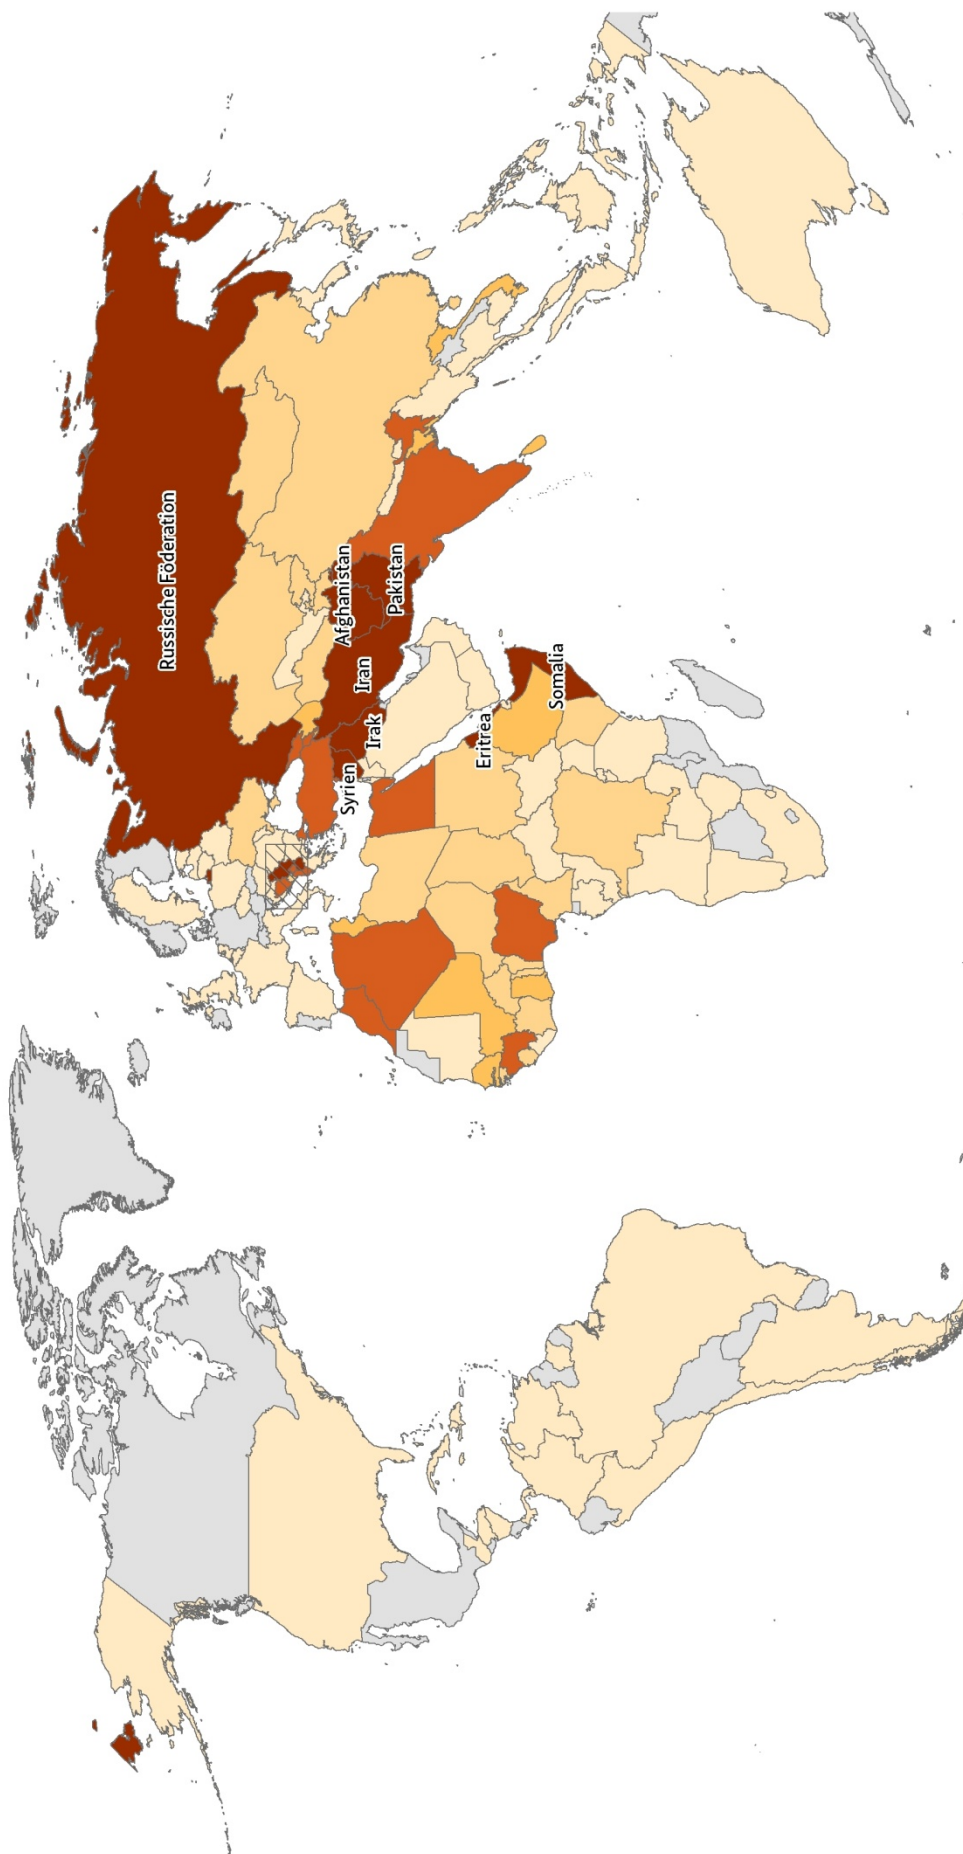 Russische Föderation
Afghanistan
Pakistan
Iran
Irak
Syrien
Eritrea
Somalia